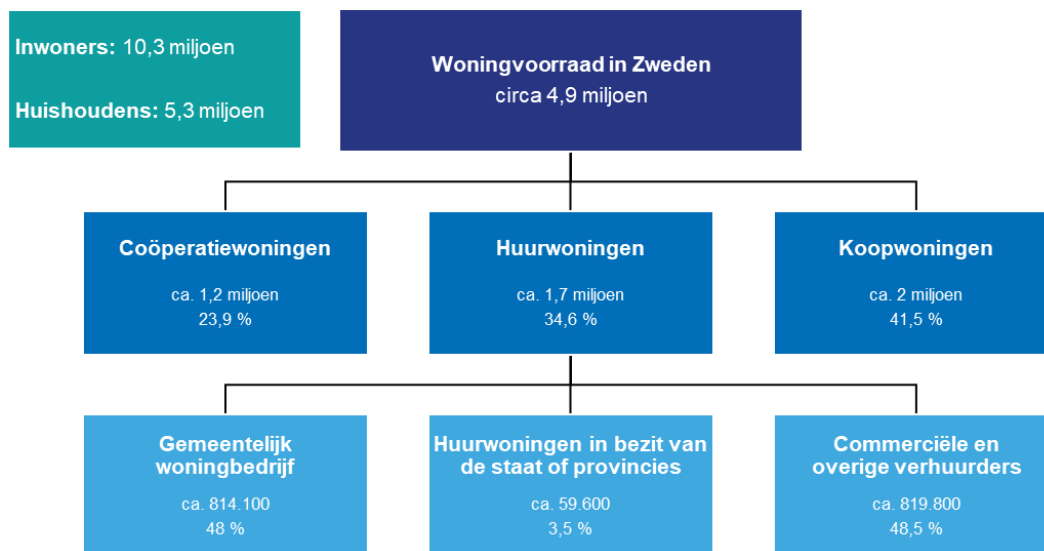 Inwoners: 10,3 miljoen
Huishoudens: 5,3 miljoen
Woningvoorraad in Zweden
circa 4,9 miljoen
Coöperatiewoningen
ca. 1,2 miljoen
23,9 %
Huurwoningen
ca. 1,7 miljoen
34,6 %
Koopwoningen
ca. 2 miljoen
41,5 %
Gemeentelijk
woningbedrijf
ca. 814.100
48 %
Huurwoningen in bezit van
de staat of provincies
ca. 59.600
3,5 %
Commerciële en
overige verhuurders
ca. 819.800
48,5 %